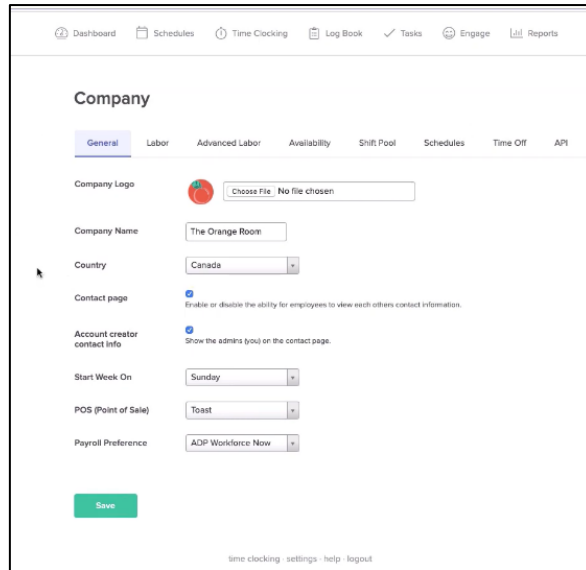 Dashboard Schedules Time Clocking Log Book Tasks Engage Reports
Company
General Labor Advanced Labor Availability Shift Pool Schedules Time Off API
Company Logo Choose File No file chosen
Company Name The Orange Room
Country Canada
Contact page
Enable or disable the ability for employees to view each others contact information.
Account creator
contact info Show the admins (you) on the contact page.
Start Week On Sunday
POS (Point of Sale) Toast
Payroll Preference ADP Workforce Now
Save
time clocking - settings - help - logout